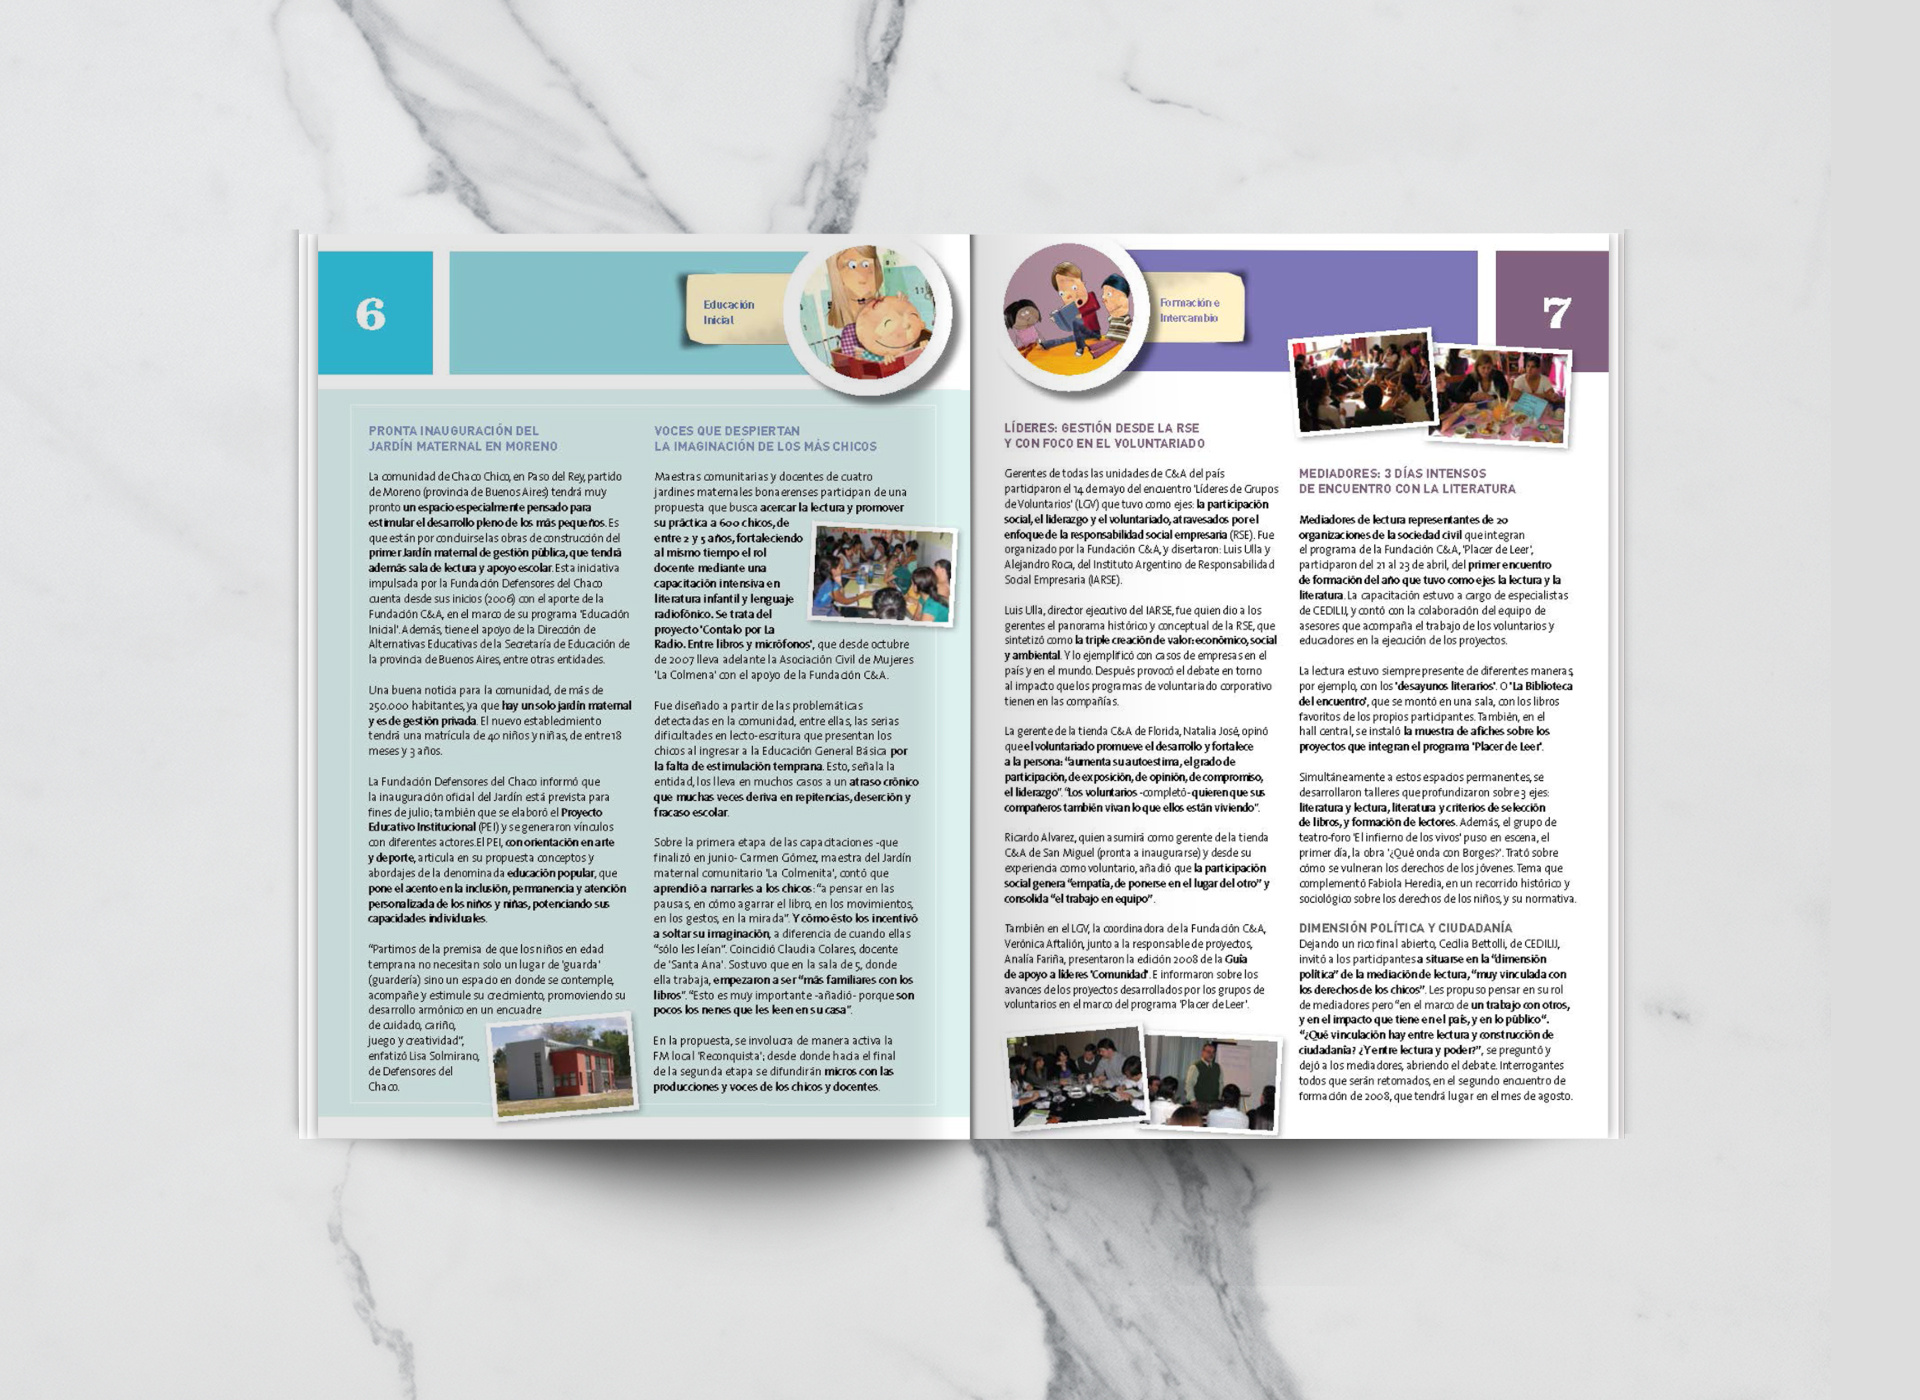 6
Educación
Inicial
PRONTA INAUGURACIÓN DEL
JARDÍN MATERNAL EN MORENO
La comunidad de Chaco Chico, en Paso del Rey, partido
de Moreno (provincia de Buenos Aires) tendrá muy
pronto un espacio especialmente pensado para
estimular el desarrollo pleno de los más pequeños. Es
que están por concluirse las obras de construcción del
primer Jardín maternal de gestión pública, que tendrá
además sala de lectura y apoyo escolar. Esta iniciativa
impulsada por la Fundación Defensores del Chaco
cuenta desde sus inicios (2006) con el aporte de la
Fundación C&A, en el marco de su programa 'Educación
Inicial'. Además, tiene el apoyo de la Dirección de
Alternativas Educativas de la Secretaría de Educación de
la provincia de Buenos Aires, entre otras entidades.
Una buena noticia para la comunidad, de más de
250.000 habitantes, ya que hay un solo jardín maternal
y es de gestión privada. El nuevo establecimiento
tendrá una matrícula de 40 niños y niñas, de entre 18
meses y 3 años.
La Fundación Defensores del Chaco informó que
la inauguración oficial del Jardín está prevista para
fines de julio; también que se elaboró el Proyecto
Educativo Institucional (PEI) y se generaron vínculos
con diferentes actores.El PEI, con orientación en arte
y deporte, articula en su propuesta conceptos y
abordajes de la denominada educación popular, que
pone el acento en la inclusión, permanencia y atención
personalizada de los niños y niñas, potenciando sus
capacidades individuales.
"Partimos de la premisa de que los niños en edad
temprana no necesitan solo un lugar de 'guarda'
(guardería) sino un espacio en donde se contemple,
acompañe y estimule su crecimiento, promoviendo su
desarrollo armónico en un encuadre
de cuidado, cariño,
juego y creatividad",
enfatizó Lisa Solmirano,
de Defensores del
Chaco.
VOCES QUE DESPIERTAN
LA IMAGINACIÓN DE LOS MÁS CHICOS
Maestras comunitarias y docentes de cuatro
jardines maternales bonaerenses participan de una
propuesta que busca acercar la lectura y promover
su práctica a 600 chicos, de
entre 2 y 5 años, fortaleciendo
al mismo tiempo el rol
docente mediante una
capacitación intensiva en
literatura infantil y lenguaje
radiofónico. Se trata del
proyecto 'Contalo por La
Radio. Entre libros y micrófonos', que desde octubre
de 2007 lleva adelante la Asociación Civil de Mujeres
'La Colmena' con el apoyo de la Fundación C&A.
Fue diseñado a partir de las problemáticas
detectadas en la comunidad, entre ellas, las serias
dificultades en lecto-escritura que presentan los
chicos al ingresar a la Educación General Básica por
la falta de estimulación temprana. Esto, señala la
entidad, los lleva en muchos casos a un atraso crónico
que muchas veces deriva en repitencias, deserción y
fracaso escolar.
Sobre la primera etapa de las capacitaciones -que
finalizó en junio- Carmen Gómez, maestra del Jardín
maternal comunitario 'La Colmenita', contó que
aprendió a narrarles a los chicos: "a pensar en las
pausas, en cómo agarrar el libro, en los movimientos,
en los gestos, en la mirada". Y cómo ésto los incentivó
a soltar su imaginación, a diferencia de cuando ellas
"sólo les leían". Coincidió Claudia Colares, docente
de 'Santa Ana'. Sostuvo que en la sala de 5, donde
ella trabaja, empezaron a ser "más familiares con los
libros". "Esto es muy importante -añadió- porque son
pocos los nenes que les leen en su casa".
En la propuesta, se involucra de manera activa la
FM local 'Reconquista'; desde donde hacia el final
de la segunda etapa se difundirán micros con las
producciones y voces de los chicos y docentes.
Formación e
Intercambio
7
LÍDERES: GESTIÓN DESDE LA RSE
Y CON FOCO EN EL VOLUNTARIADO
Gerentes de todas las unidades de C&A del país
participaron el 14 de mayo del encuentro 'Líderes de Grupos
de Voluntarios' (LGV) que tuvo como ejes: la participación
social, el liderazgo y el voluntariado, atravesados por el
enfoque de la responsabilidad social empresaria (RSE). Fue
organizado por la Fundación C&A, y disertaron: Luis Ulla y
Alejandro Roca, del Instituto Argentino de Responsabilidad
Social Empresaria (IARSE).
Luis Ulla, director ejecutivo del IARSE, fue quien dio a los
gerentes el panorama histórico y conceptual de la RSE, que
sintetizó como la triple creación de valor: económico, social
y ambiental. Y lo ejemplificó con casos de empresas en el
país y en el mundo. Después provocó el debate en torno
al impacto que los programas de voluntariado corporativo
tienen en las compañías.
La gerente de la tienda C&A de Florida, Natalia José, opinó
que el voluntariado promueve el desarrollo y fortalece
a la persona: "aumenta su autoestima, el grado de
participación, de exposición, de opinión, de compromiso,
el liderazgo". "Los voluntarios -completó- quieren que sus
compañeros también vivan lo que ellos están viviendo".
Ricardo Alvarez, quien asumirá como gerente de la tienda
C&A de San Miguel (pronta a inaugurarse) y desde su
experiencia como voluntario, añadió que la participación
social genera "empatía, de ponerse en el lugar del otro" y
consolida "el trabajo en equipo".
También en el LGV, la coordinadora de la Fundación C&A,
Verónica Aftalión, junto a la responsable de proyectos,
Analía Fariña, presentaron la edición 2008 de la Guía
de apoyo a líderes 'Comunidad'. E informaron sobre los
avances de los proyectos desarrollados por los grupos de
voluntarios en el marco del programa 'Placer de Leer'.
MEDIADORES: 3 DÍAS INTENSOS
DE ENCUENTRO CON LA LITERATURA
Mediadores de lectura representantes de 20
organizaciones de la sociedad civil que integran
el programa de la Fundación C&A, 'Placer de Leer',
participaron del 21 al 23 de abril, del primer encuentro
de formación del año que tuvo como ejes la lectura y la
literatura. La capacitación estuvo a cargo de especialistas
de CEDILIJ, y contó con la colaboración del equipo de
asesores que acompaña el trabajo de los voluntarios y
educadores en la ejecución de los proyectos.
La lectura estuvo siempre presente de diferentes maneras,
por ejemplo, con los 'desayunos literarios'. O 'La Biblioteca
del encuentro', que se montó en una sala, con los libros
favoritos de los propios participantes. También, en el
hall central, se instaló la muestra de afiches sobre los
proyectos que integran el programa 'Placer de Leer'.
Simultáneamente a estos espacios permanentes, se
desarrollaron talleres que profundizaron sobre 3 ejes:
literatura y lectura, literatura y criterios de selección
de libros, y formación de lectores. Además, el grupo de
teatro-foro 'El infierno de los vivos' puso en escena, el
primer día, la obra '¿Qué onda con Borges?'. Trató sobre
cómo se vulneran los derechos de los jóvenes. Tema que
complementó Fabiola Heredia, en un recorrido histórico y
sociológico sobre los derechos de los niños, y su normativa.
DIMENSIÓN POLÍTICA Y CIUDADANÍA
Dejando un rico final abierto, Cecilia Bettolli, de CEDILIJ,
invitó a los participantes a situarse en la "dimensión
política" de la mediación de lectura, "muy vinculada con
los derechos de los chicos". Les propuso pensar en su rol
de mediadores pero "en el marco de un trabajo con otros,
y en el impacto que tiene en el país, y en lo público".
"¿Qué vinculación hay entre lectura y construcción de
ciudadanía? ¿Y entre lectura y poder?", se preguntó y
dejó a los mediadores, abriendo el debate. Interrogantes
todos que serán retomados, en el segundo encuentro de
formación de 2008, que tendrá lugar en el mes de agosto.